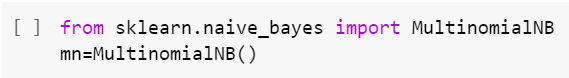 [ ] from sklearn.naive_bayes import MultinomialNB
mn=MultinomialNB()